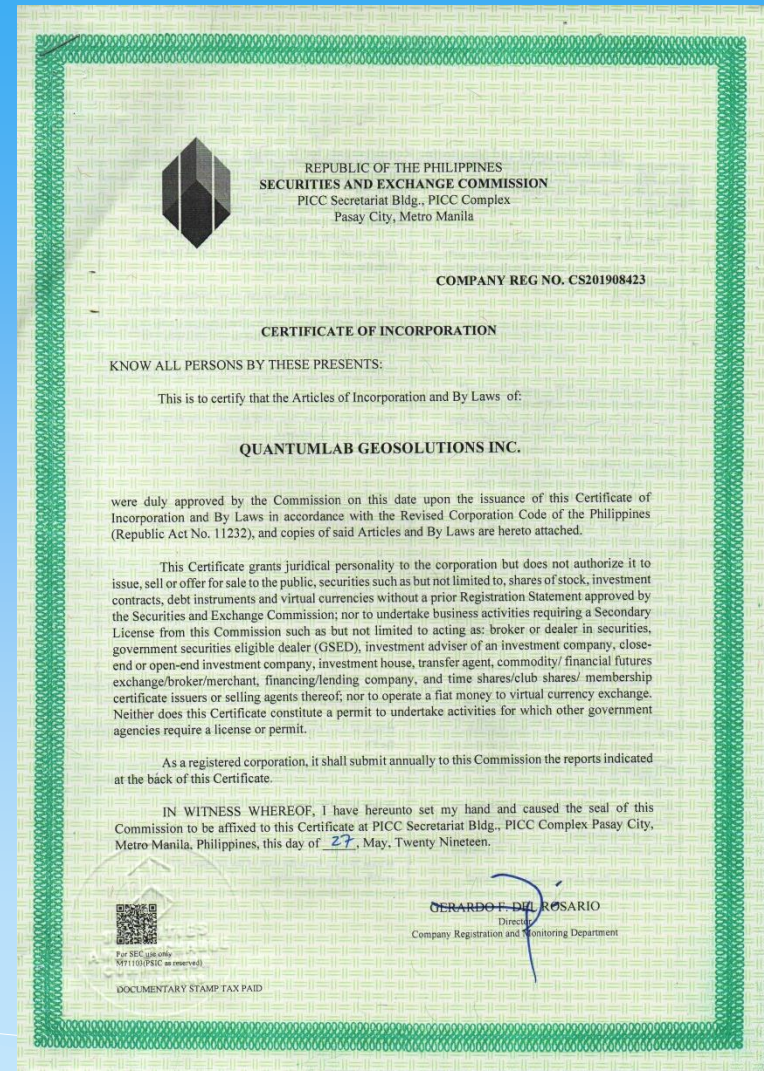 REPUBLIC OF THE PHILIPPINES
SECURITIES AND EXCHANGE COMMISSION
PICC Secretariat Bldg., PICC Complex
Pasay City, Metro Manila
COMPANY REG NO. CS201908423
CERTIFICATE OF INCORPORATION
KNOW ALL PERSONS BY THESE PRESENTS:
This is to certify that the Articles of Incorporation and By Laws of:
QUANTUMLAB GEOSOLUTIONS INC.
were duly approved by the Commission on this date upon the issuance of this Certificate of
Incorporation and By Laws in accordance with the Revised Corporation Code of the Philippines
(Republic Act No. 11232), and copies of said Articles and By Laws are hereto attached.
This Certificate grants juridical personality to the corporation but does not authorize it to
issue, sell or offer for sale to the public, securities such as but not limited to, shares of stock, investment
contracts, debt instruments and virtual currencies without a prior Registration Statement approved by
the Securities and Exchange Commission; nor to undertake business activities requiring a Secondary
License from this Commission such as but not limited to acting as: broker or dealer in securities,
government securities eligible dealer (GSED), investment adviser of an investment company, close-
end or open-end investment company, investment house, transfer agent, commodity/ financial futures
exchange/broker/merchant, financing/lending company, and time shares/club shares/ membership
certificate issuers or selling agents thereof; nor to operate a fiat money to virtual currency exchange.
Neither does this Certificate constitute a permit to undertake activities for which other government
agencies require a license or permit.
As a registered corporation, it shall submit annually to this Commission the reports indicated
at the back of this Certificate.
IN WITNESS WHEREOF, I have hereunto set my hand and caused the seal of this
Commission to be affixed to this Certificate at PICC Secretariat Bldg., PICC Complex Pasay City,
Metro Manila, Philippines, this day of 27, May, Twenty Nineteen.
GERARDO F. DEL ROSARIO
Director
Company Registration and Monitoring Department
For SEC use only
M71103(PSIC as reserved)
DOCUMENTARY STAMP TAX PAID